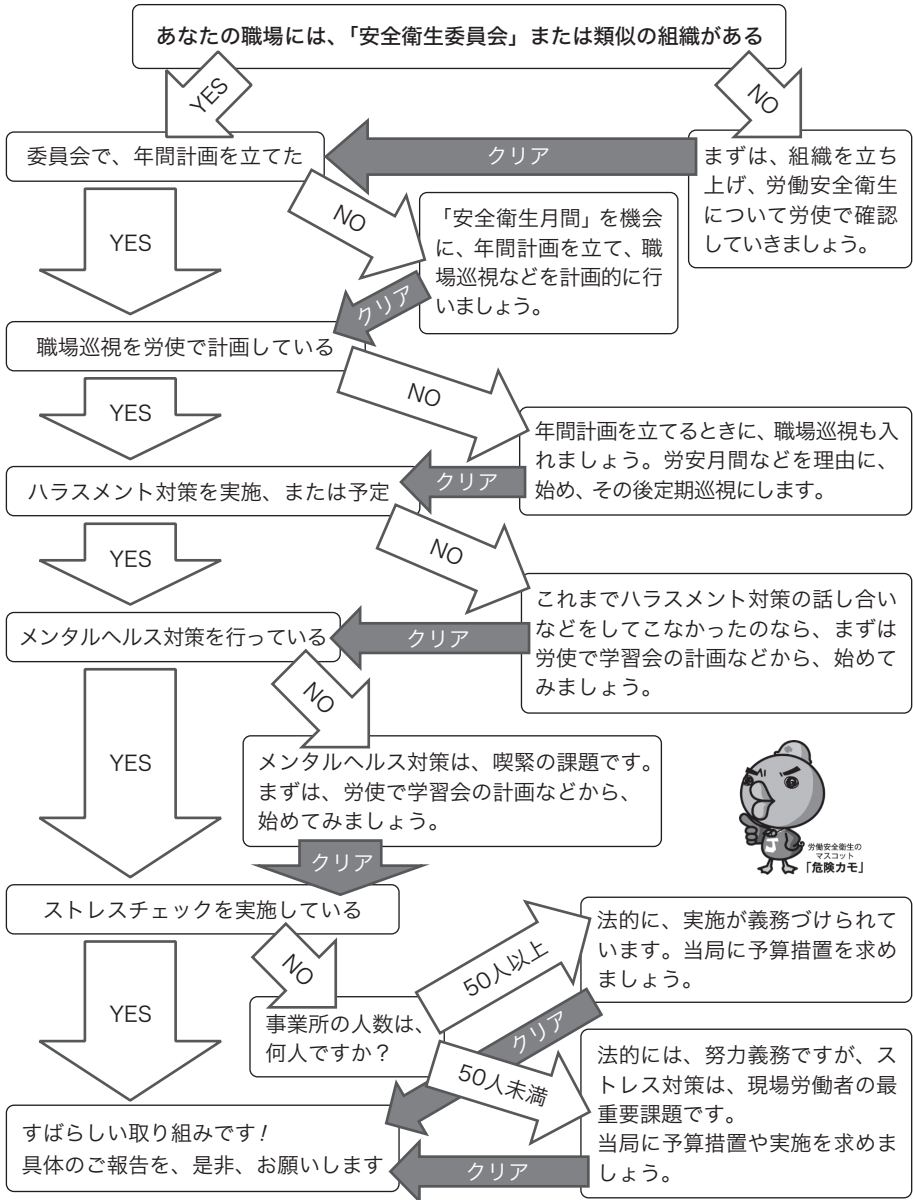 あなたの職場には、「安全衛生委員会」または類似の組織がある
YES
NO
委員会で、年間計画を立てた
クリア
まずは、組織を立ち
上げ、労働安全衛生
について労使で確認
していきましょう。
YES
NO
「安全衛生月間」を機会
に、年間計画を立て、職
場巡視などを計画的に行
いましょう。
クリア
職場巡視を労使で計画している
YES
NO
年間計画を立てるときに、職場巡視も入
れましょう。労安月間などを理由に、
始め、その後定期巡視にします。
クリア
ハラスメント対策を実施、または予定
YES
NO
これまでハラスメント対策の話し合い
などをしてこなかったのなら、まずは
労使で学習会の計画などから、始めて
みましょう。
クリア
メンタルヘルス対策を行っている
YES
NO
メンタルヘルス対策は、喫緊の課題です。
まずは、労使で学習会の計画などから、
始めてみましょう。
クリア
J
労働安全衛生の
マスコット
「危険カモ」
ストレスチェックを実施している
YES
NO
事業所の人数は、
何人ですか？
50人以上
法的に、実施が義務づけられて
います。当局に予算措置を求め
ましょう。
クリア
50人未満
法的には、努力義務ですが、ス
トレス対策は、現場労働者の最
重要課題です。
当局に予算措置や実施を求めま
しょう。
クリア
すばらしい取り組みです!
具体のご報告を、是非、お願いします